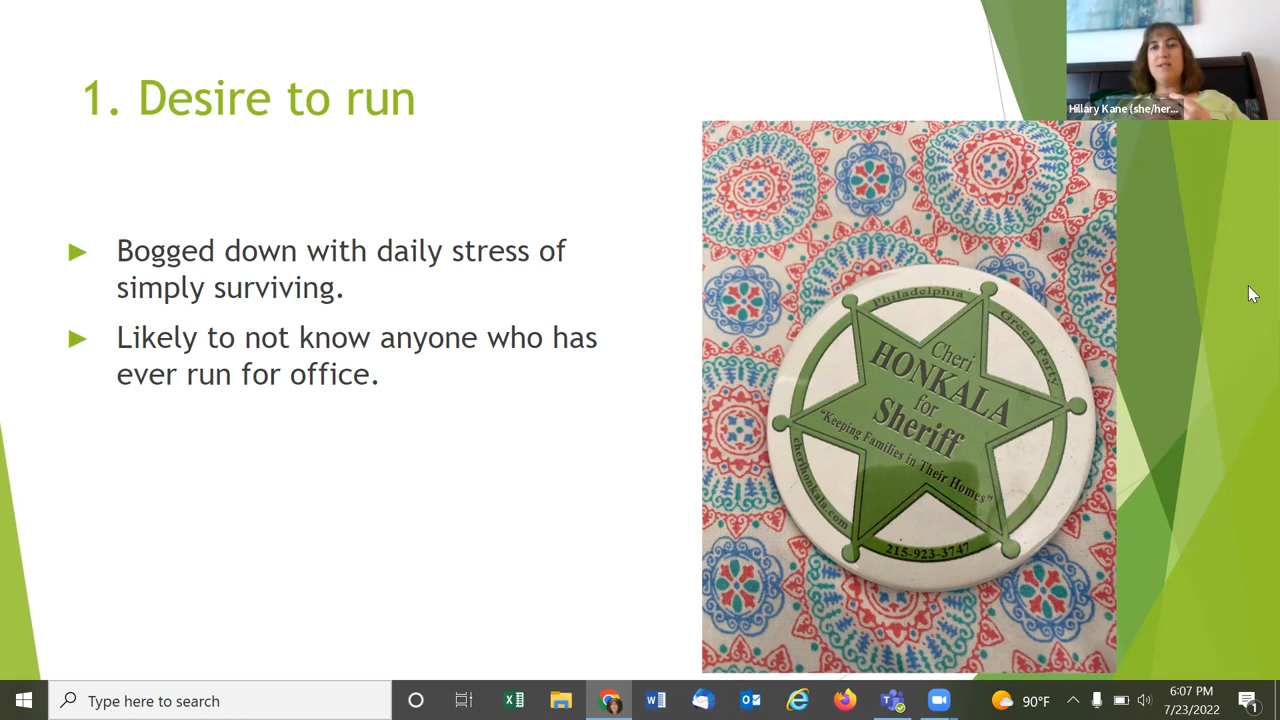 1. Desire to run
Hillary Kane (she/her...
Bogged down with daily stress of
simply surviving.
Likely to not know anyone who has
ever run for office.
Philadelphia
Green Party
Cheri
HONKALA
for
Sheriff
"Keeping Families in Their Homes"
cherihonkala.com
215-923-3747
Type here to search
90°F
6:07 PM
7/23/2022
1